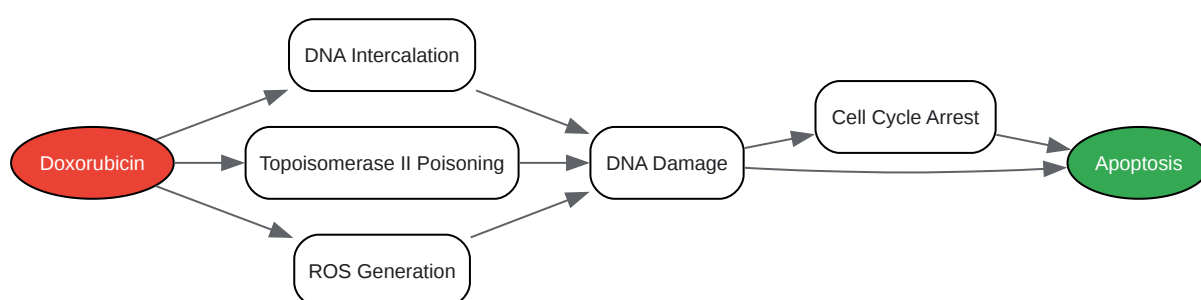 DNA Intercalation
Cell Cycle Arrest
Doxorubicin
Topoisomerase II Poisoning
DNA Damage
Apoptosis
ROS Generation